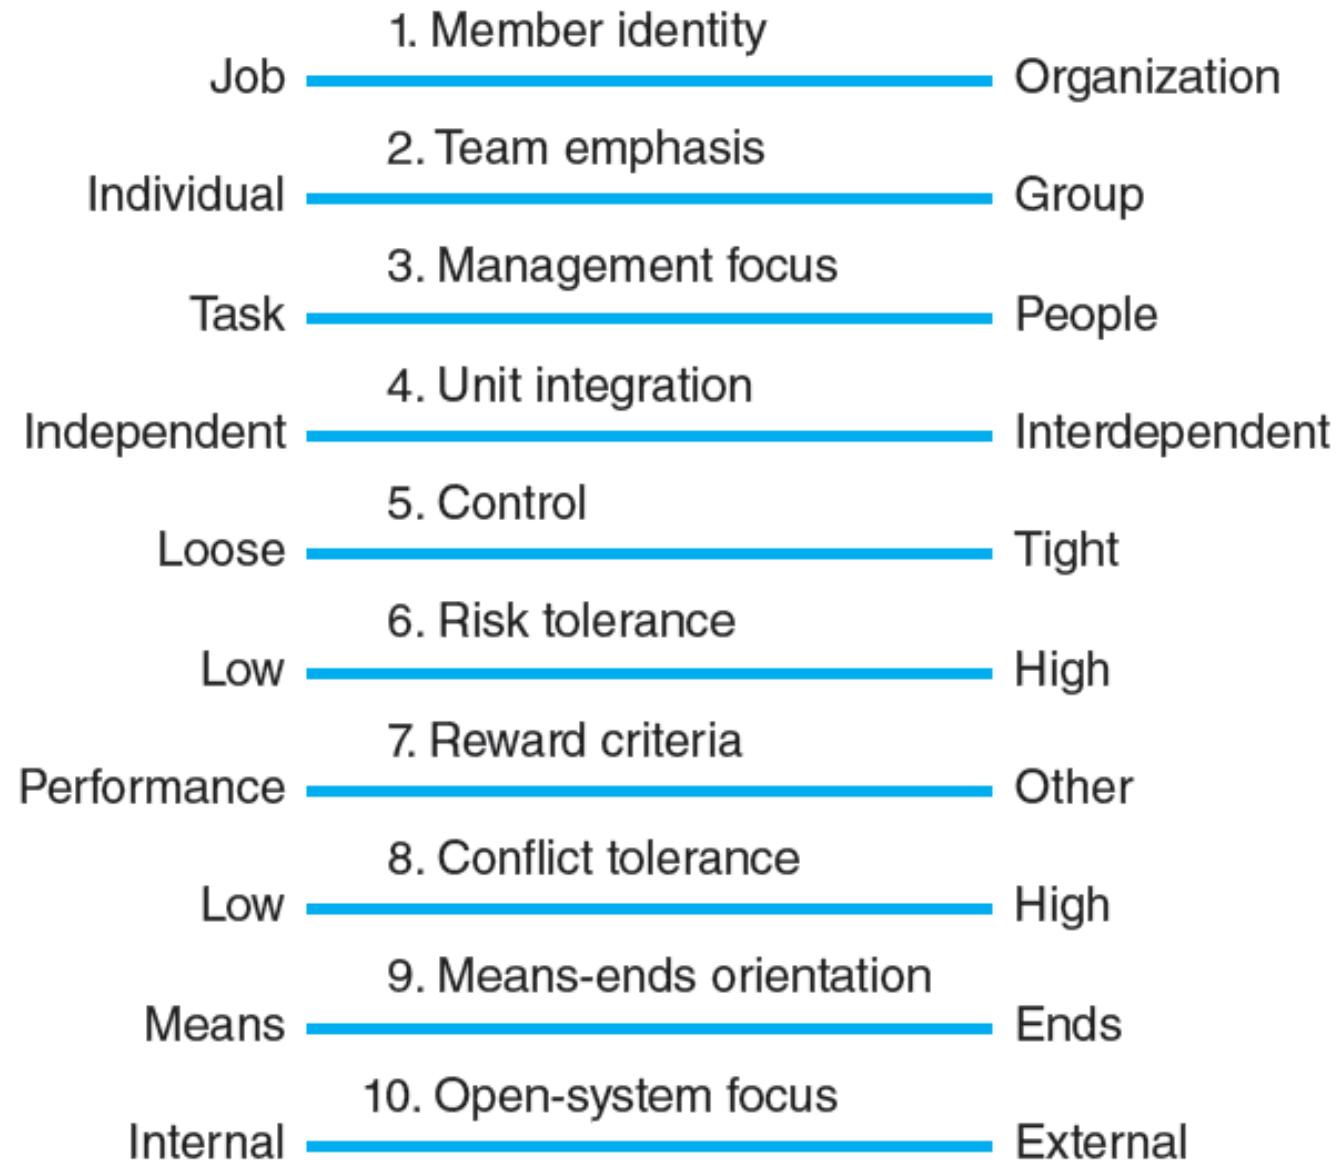 1. Member identity
Job Organization
2. Team emphasis
Individual Group
3. Management focus
Task People
4. Unit integration
Independent Interdependent
5. Control
Loose Tight
6. Risk tolerance
Low High
7. Reward criteria
Performance Other
8. Conflict tolerance
Low High
9. Means-ends orientation
Means Ends
10. Open-system focus
Internal External